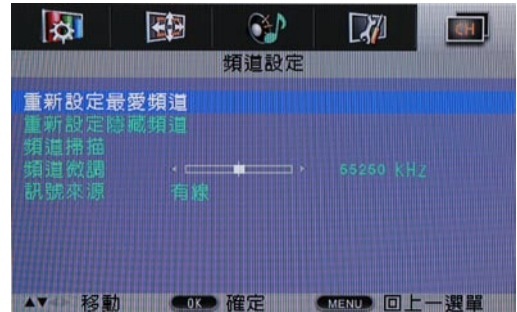 CH
頻道設定
重新設定最愛頻道
重新設定隱藏頻道
頻道掃描
頻道微調 55250 KHz
訊號來源 有線
▲▼ 移動 OK 確定 MENU 回上一選單